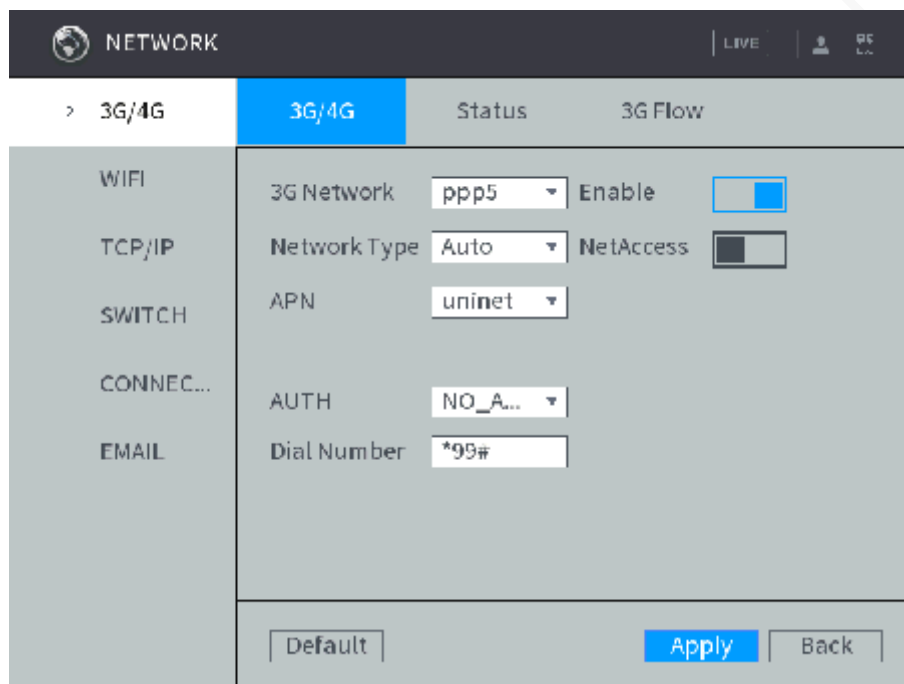 NETWORK LIVE
3G/4G
WIFI
TCP/IP
SWITCH
CONNEC...
EMAIL
3G/4G Status 3G Flow
3G Network ppp5 Enable
Network Type Auto NetAccess
APN uninet
AUTH NO_A...
Dial Number *99#
Default Apply Back